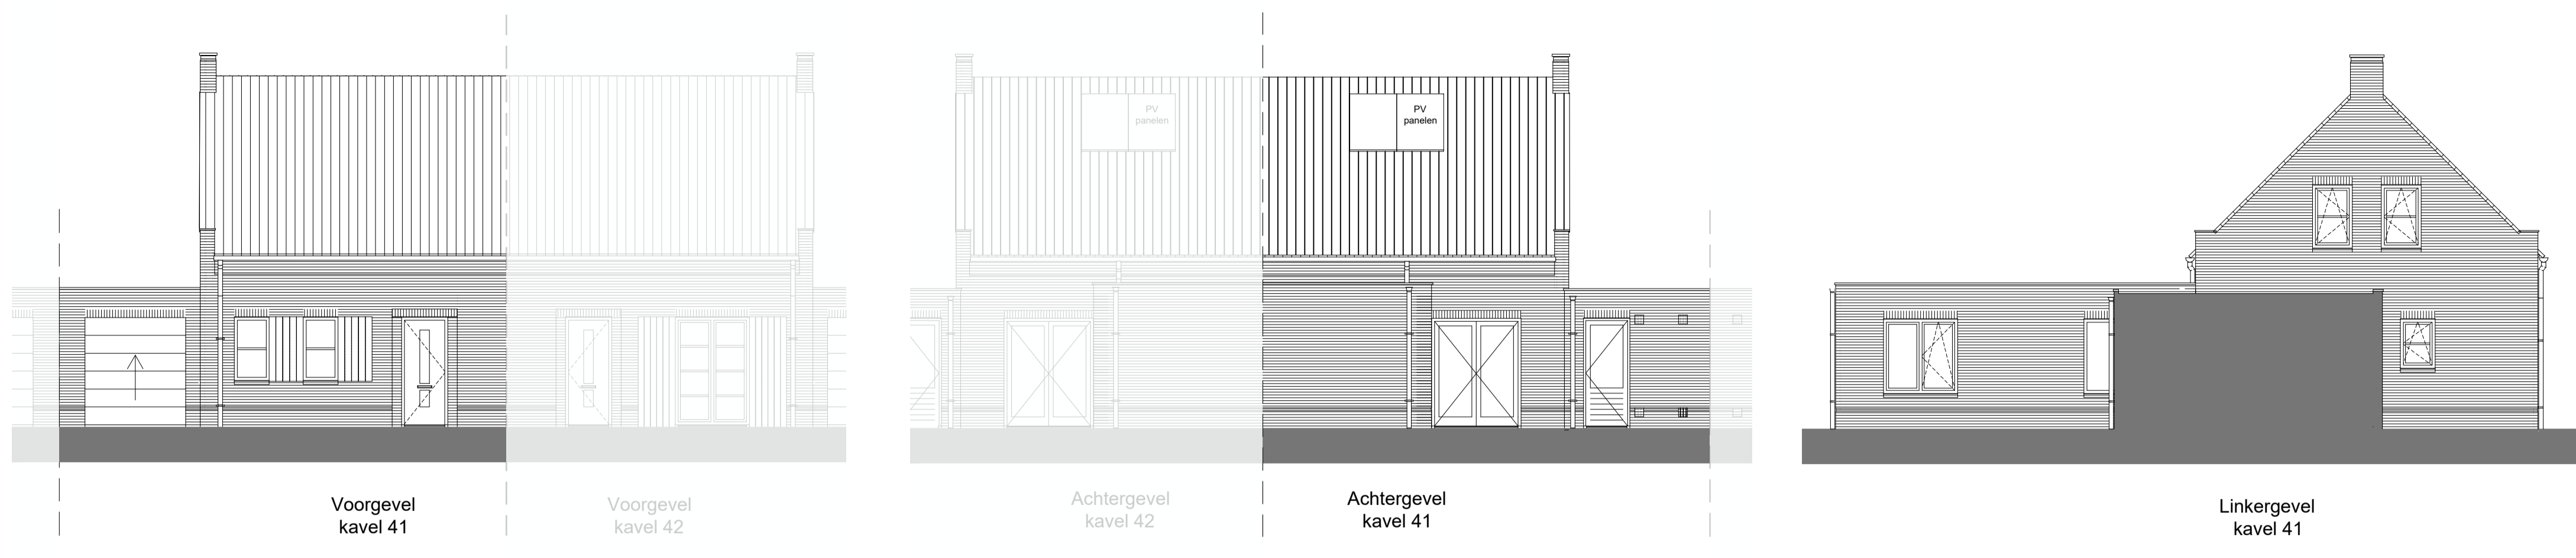 PV
panelen
PV
panelen
Voorgevel
kavel 41
Voorgevel
kavel 42
Achtergevel
kavel 42
Achtergevel
kavel 41
Linkergevel
kavel 41